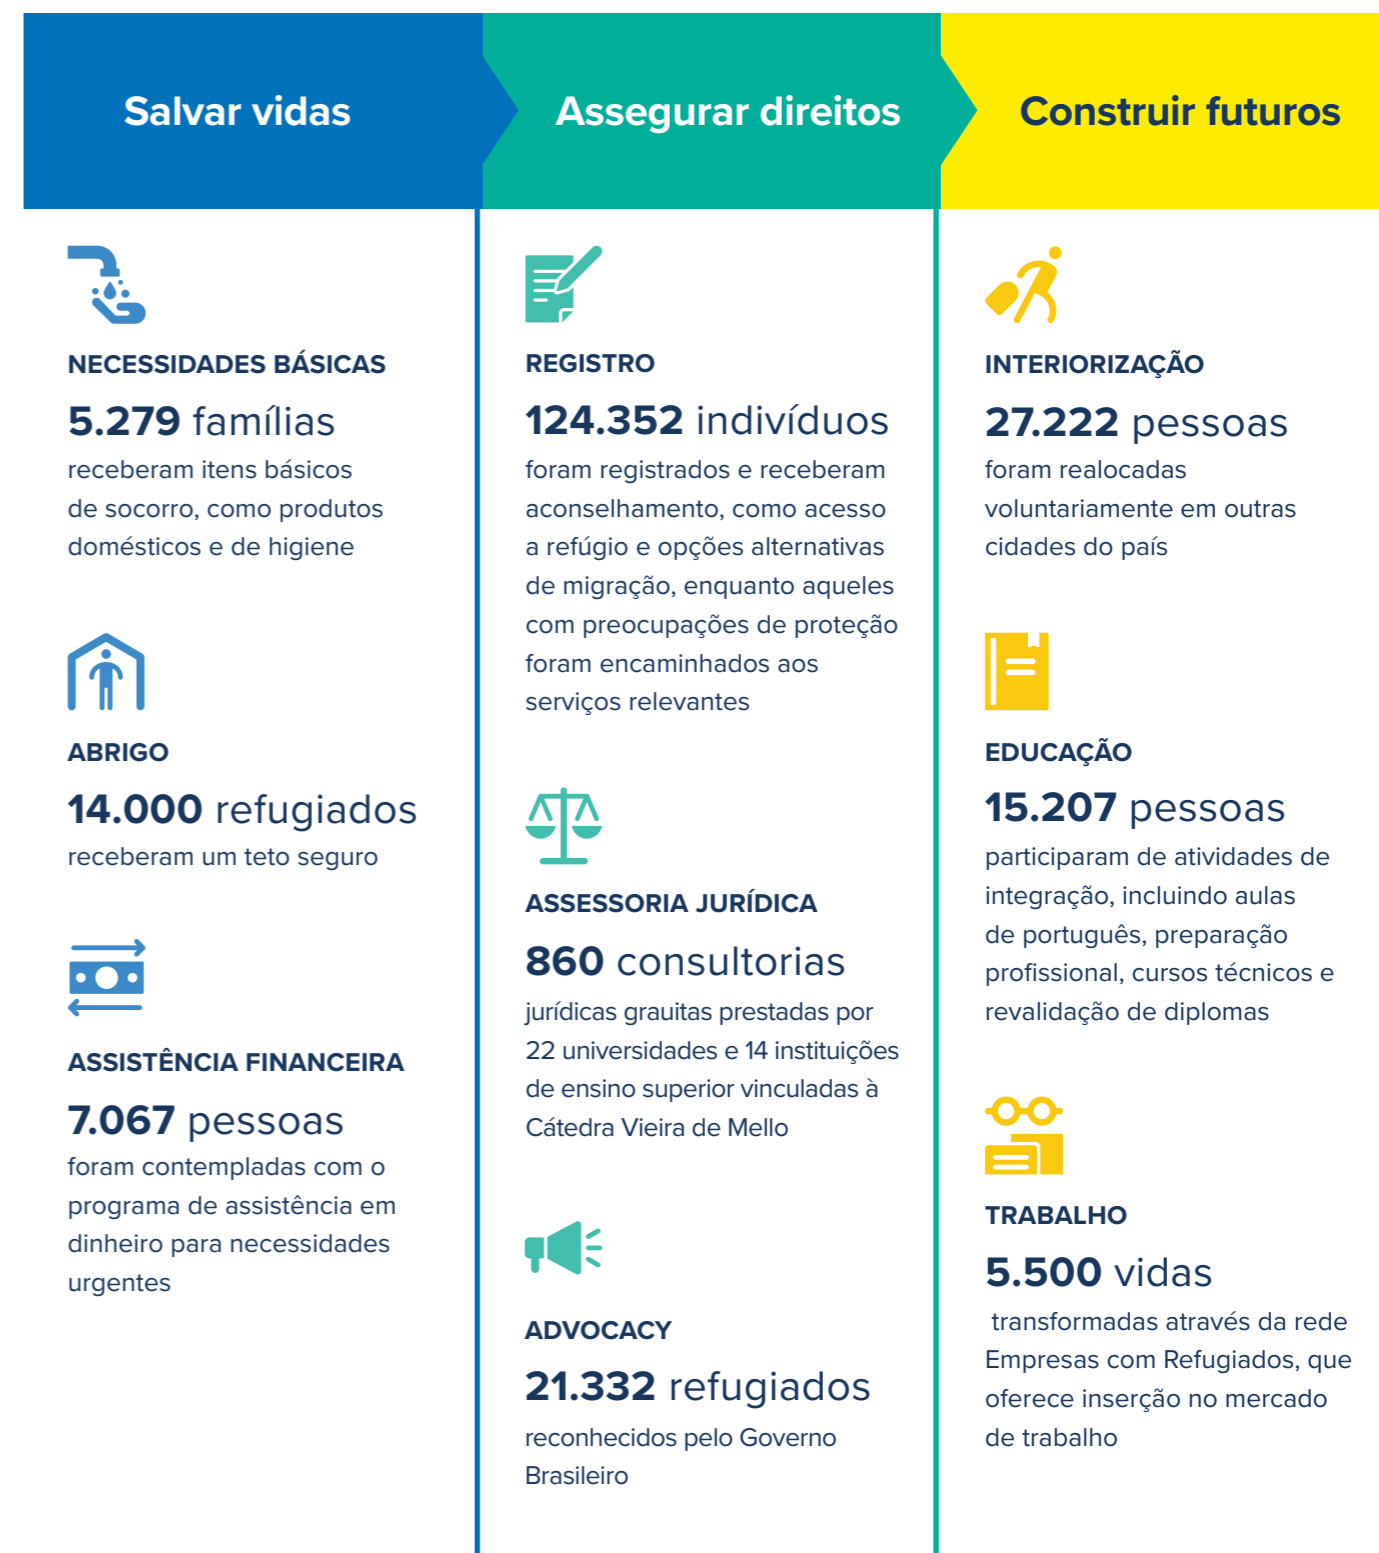 Salvar vidas
Assegurar direitos
Construir futuros
NECESSIDADES BÁSICAS
5.279 famílias
receberam itens básicos
de socorro, como produtos
domésticos e de higiene
ABRIGO
14.000 refugiados
receberam um teto seguro
ASSISTÊNCIA FINANCEIRA
7.067 pessoas
foram contempladas com o
programa de assistência em
dinheiro para necessidades
urgentes
REGISTRO
124.352 indivíduos
foram registrados e receberam
aconselhamento, como acesso
a refúgio e opções alternativas
de migração, enquanto aqueles
com preocupações de proteção
foram encaminhados aos
serviços relevantes
ASSESSORIA JURÍDICA
860 consultorias
jurídicas grauitas prestadas por
22 universidades e 14 instituições
de ensino superior vinculadas à
Cátedra Vieira de Mello
ADVOCACY
21.332 refugiados
reconhecidos pelo Governo
Brasileiro
INTERIORIZAÇÃO
27.222 pessoas
foram realocadas
voluntariamente em outras
cidades do país
EDUCAÇÃO
15.207 pessoas
participaram de atividades de
integração, incluindo aulas
de português, preparação
profissional, cursos técnicos e
revalidação de diplomas
TRABALHO
5.500 vidas
transformadas através da rede
Empresas com Refugiados, que
oferece inserção no mercado
de trabalho